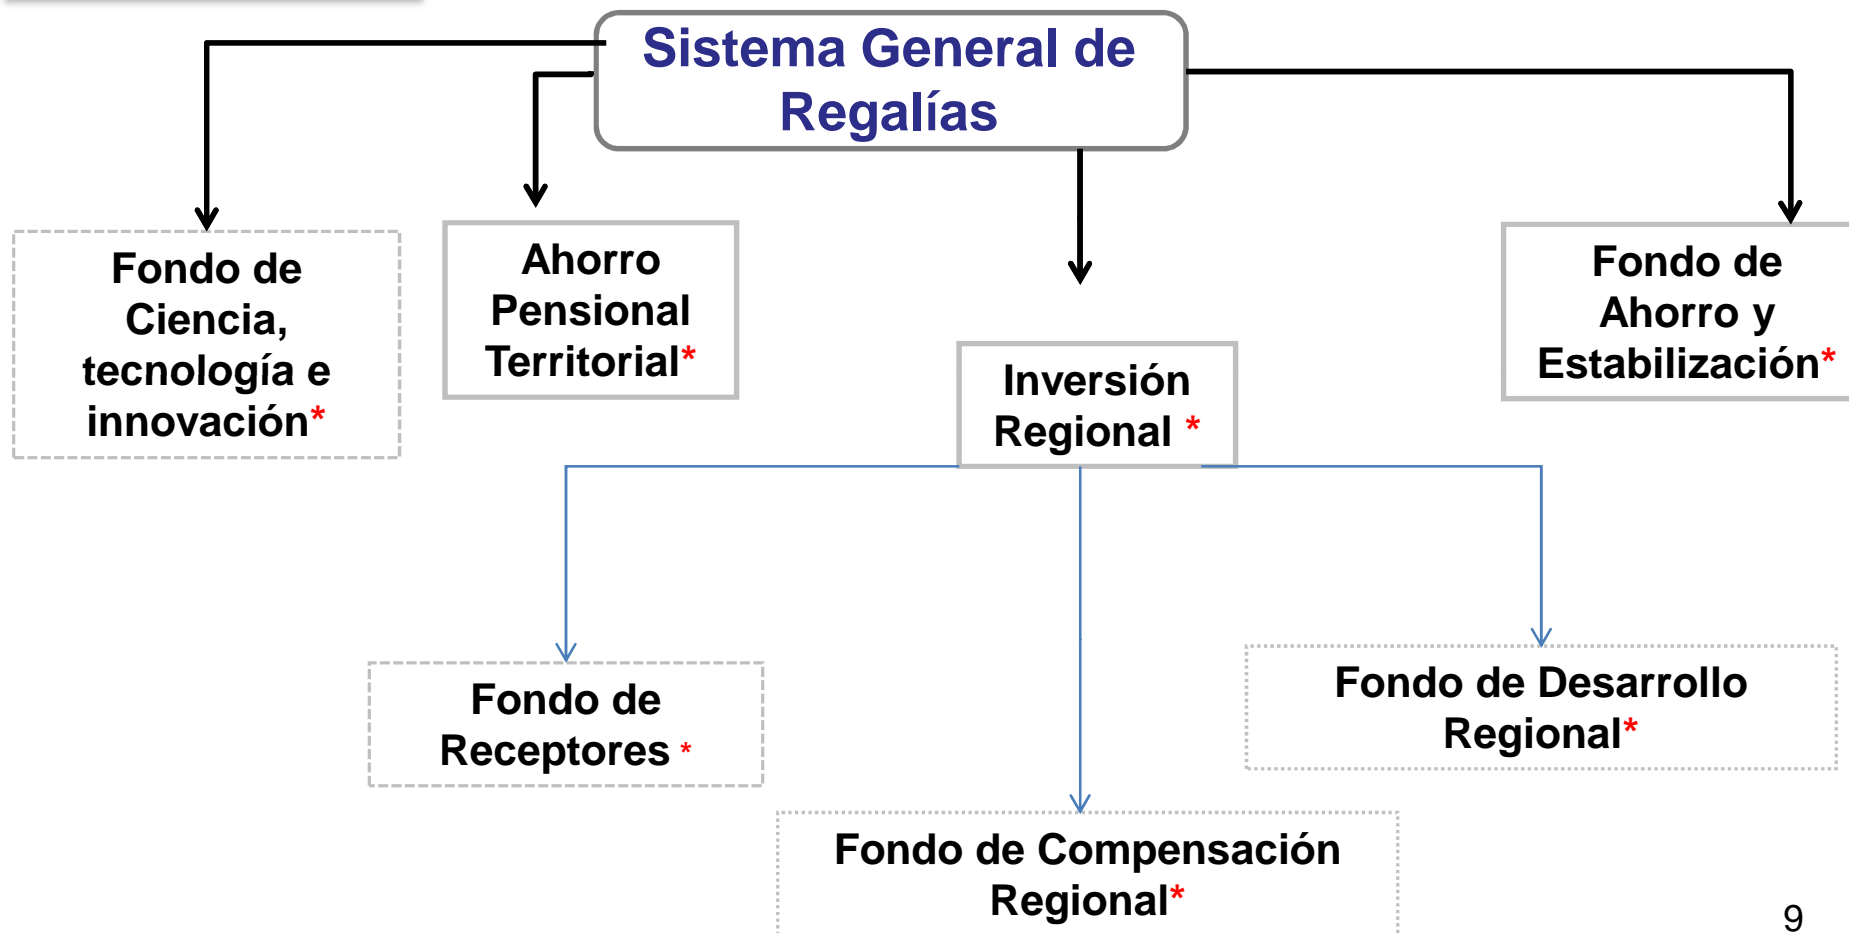 Sistema General de
Regalías
Fondo de
Ciencia,
tecnología e
innovación*
Ahorro
Pensional
Territorial*
Inversión
Regional *
Fondo de
Ahorro y
Estabilización*
Fondo de
Receptores *
Fondo de Compensación
Regional*
Fondo de Desarrollo
Regional*
9